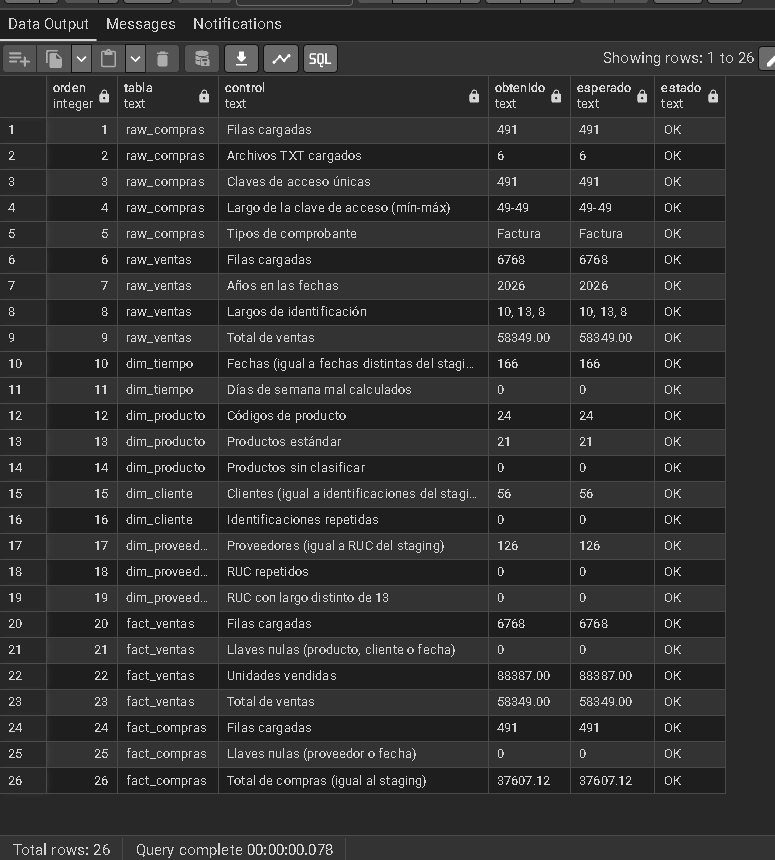 Data Output Messages Notifications
SQL Showing rows: 1 to 26
orden integer tabla text control text obtenido text esperado text estado text
1 1 raw_compras Filas cargadas 491 491 OK
2 2 raw_compras Archivos TXT cargados 6 6 OK
3 3 raw_compras Claves de acceso únicas 491 491 OK
4 4 raw_compras Largo de la clave de acceso (mín-máx) 49-49 49-49 OK
5 5 raw_compras Tipos de comprobante Factura Factura OK
6 6 raw_ventas Filas cargadas 6768 6768 OK
7 7 raw_ventas Años en las fechas 2026 2026 OK
8 8 raw_ventas Largos de identificación 10, 13, 8 10, 13, 8 OK
9 9 raw_ventas Total de ventas 58349.00 58349.00 OK
10 10 dim_tiempo Fechas (igual a fechas distintas del stagi... 166 166 OK
11 11 dim_tiempo Días de semana mal calculados 0 0 OK
12 12 dim_producto Códigos de producto 24 24 OK
13 13 dim_producto Productos estándar 21 21 OK
14 14 dim_producto Productos sin clasificar 0 0 OK
15 15 dim_cliente Clientes (igual a identificaciones del stagi... 56 56 OK
16 16 dim_cliente Identificaciones repetidas 0 0 OK
17 17 dim_proveed... Proveedores (igual a RUC del staging) 126 126 OK
18 18 dim_proveed... RUC repetidos 0 0 OK
19 19 dim_proveed... RUC con largo distinto de 13 0 0 OK
20 20 fact_ventas Filas cargadas 6768 6768 OK
21 21 fact_ventas Llaves nulas (producto, cliente o fecha) 0 0 OK
22 22 fact_ventas Unidades vendidas 88387.00 88387.00 OK
23 23 fact_ventas Total de ventas 58349.00 58349.00 OK
24 24 fact_compras Filas cargadas 491 491 OK
25 25 fact_compras Llaves nulas (proveedor o fecha) 0 0 OK
26 26 fact_compras Total de compras (igual al staging) 37607.12 37607.12 OK
Total rows: 26 Query complete 00:00:00.078